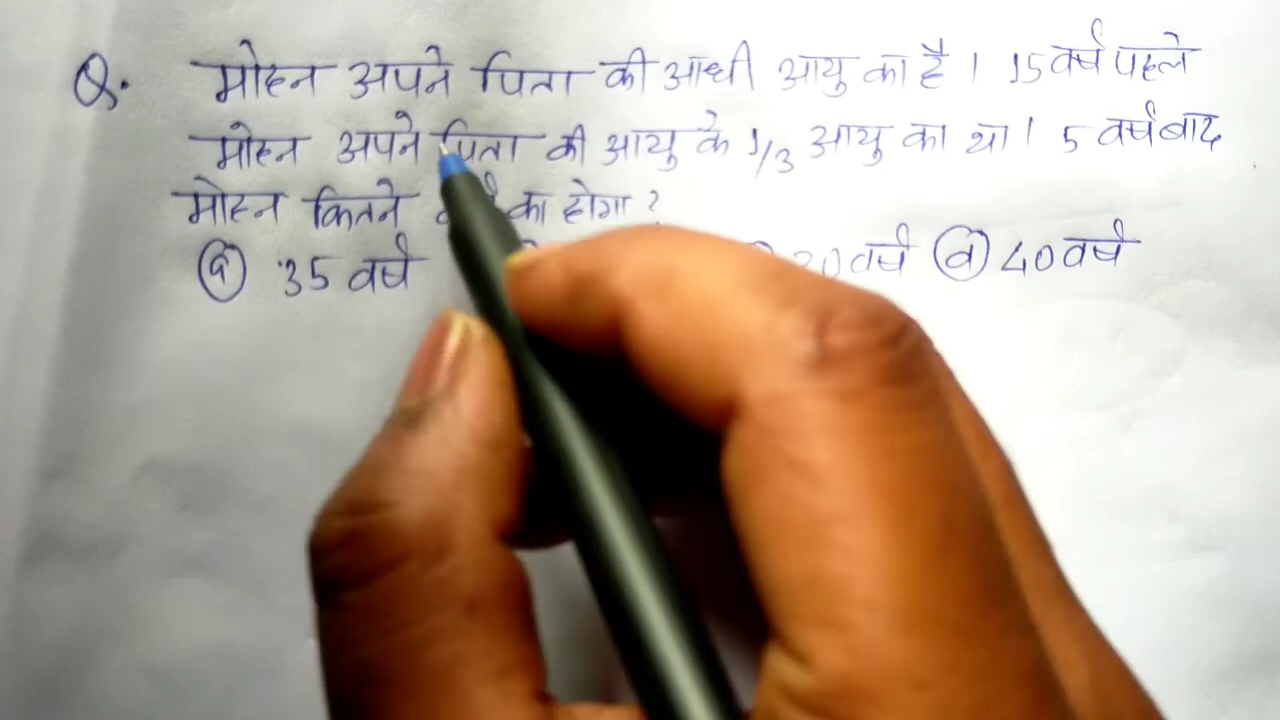 Q. मोहन अपने पिता की आधी आयु का है । 15 वर्ष पहले
मोहन अपने पिता की आयु के 1/3 आयु का था । 5 वर्ष बाद
मोहन कितने का होगा ?
(a) 35 वर्ष वर्ष (d) 40 वर्ष